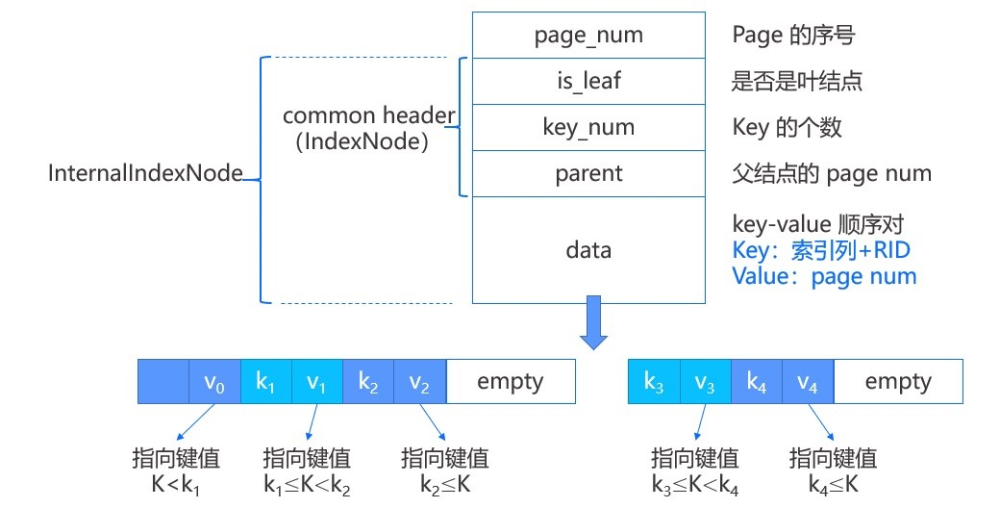 page_num
Page 的序号
is_leaf
是否是叶结点
common header
(IndexNode)
key_num
Key 的个数
InternalIndexNode
parent
父结点的 page num
data
key-value 顺序对
Key：索引列+RID
Value：page num
v₀ k₁ v₁ k₂ v₂ empty
k₃ v₃ k₄ v₄ empty
指向键值
K<k₁
指向键值
k₁≤K<k₂
指向键值
k₂≤K
指向键值
k₃≤K<k₄
指向键值
k₄≤K